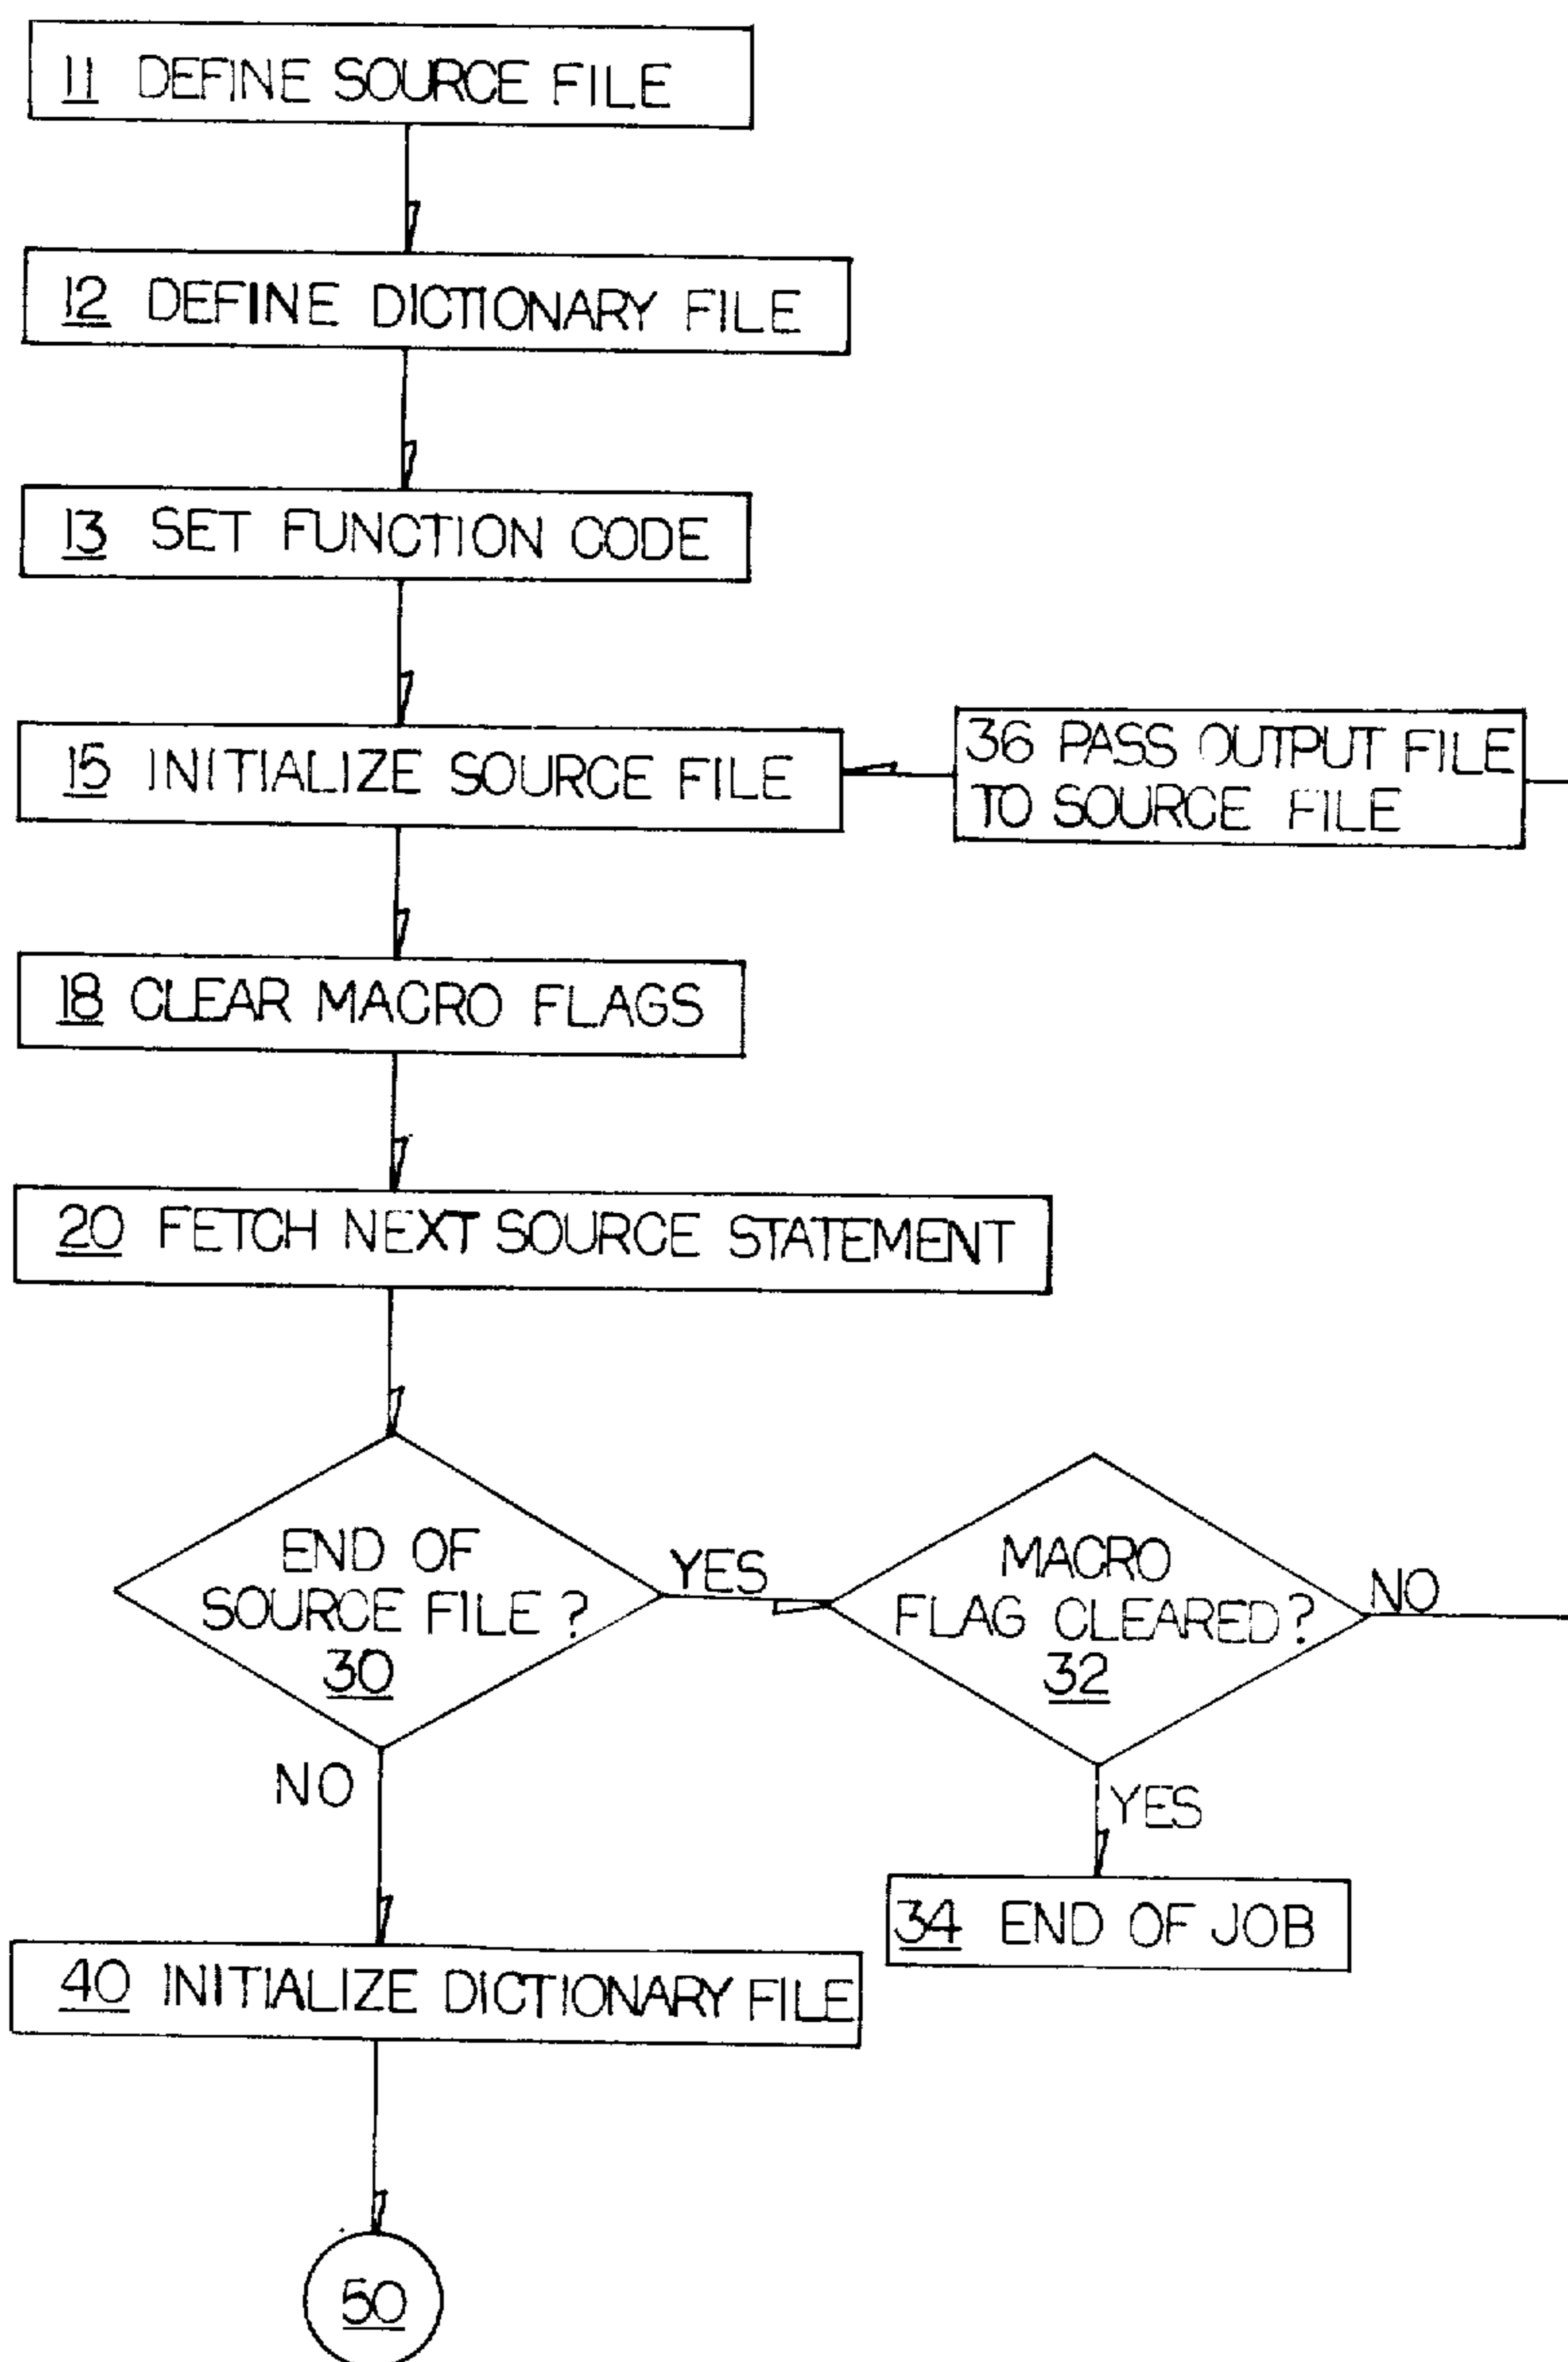 11 DEFINE SOURCE FILE
12 DEFINE DICTIONARY FILE
13 SET FUNCTION CODE
15 INITIALIZE SOURCE FILE
36 PASS OUTPUT FILE
TO SOURCE FILE
18 CLEAR MACRO FLAGS
20 FETCH NEXT SOURCE STATEMENT
END OF
SOURCE FILE?
30
YES
MACRO
FLAG CLEARED?
32
NO
NO
YES
34 END OF JOB
40 INITIALIZE DICTIONARY FILE
50